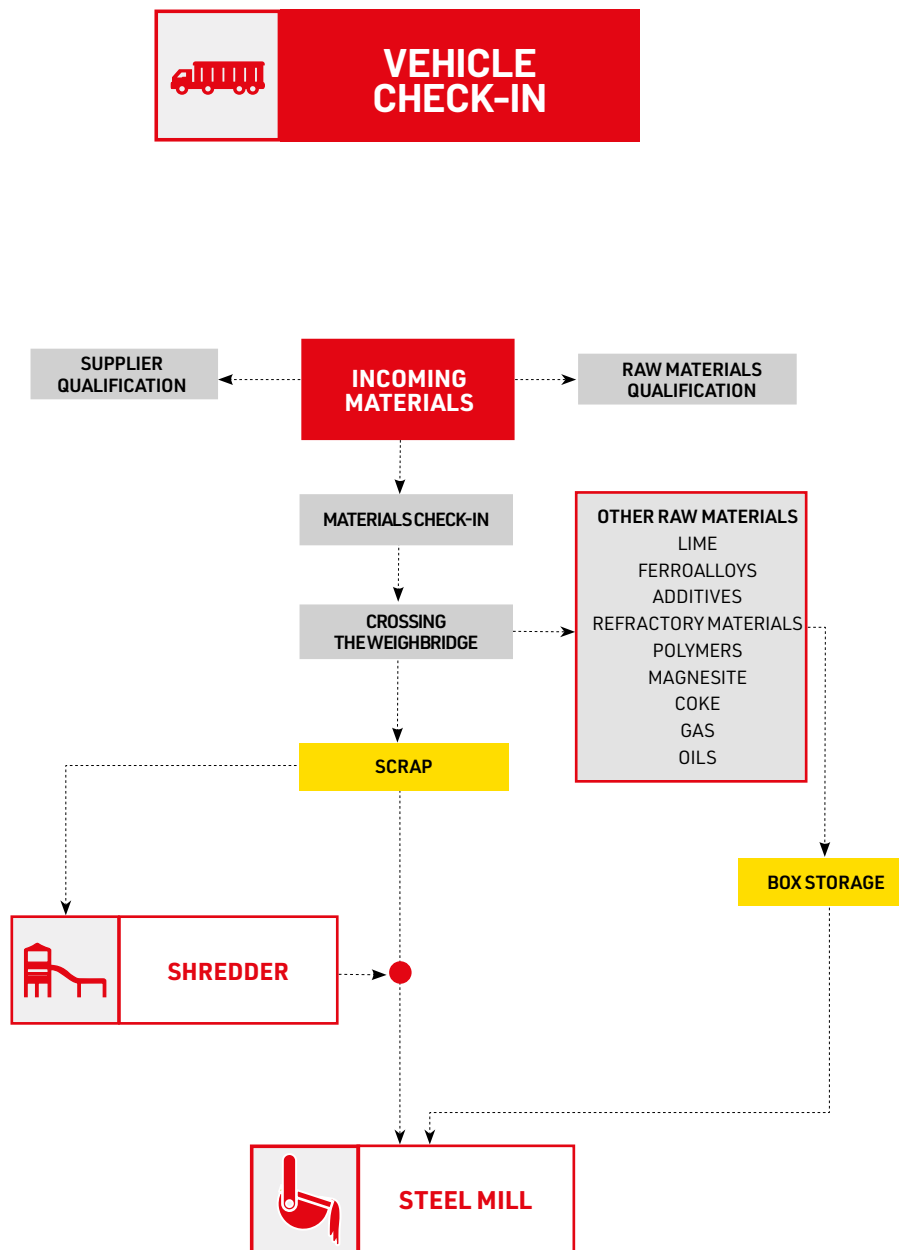 VEHICLE
CHECK-IN
SUPPLIER
QUALIFICATION
INCOMING
MATERIALS
RAW MATERIALS
QUALIFICATION
MATERIALS CHECK-IN
OTHER RAW MATERIALS
LIME
FERROALLOYS
ADDITIVES
REFRACTORY MATERIALS
POLYMERS
MAGNESITE
COKE
GAS
OILS
CROSSING
THE WEIGHBRIDGE
SCRAP
BOX STORAGE
SHREDDER
STEEL MILL